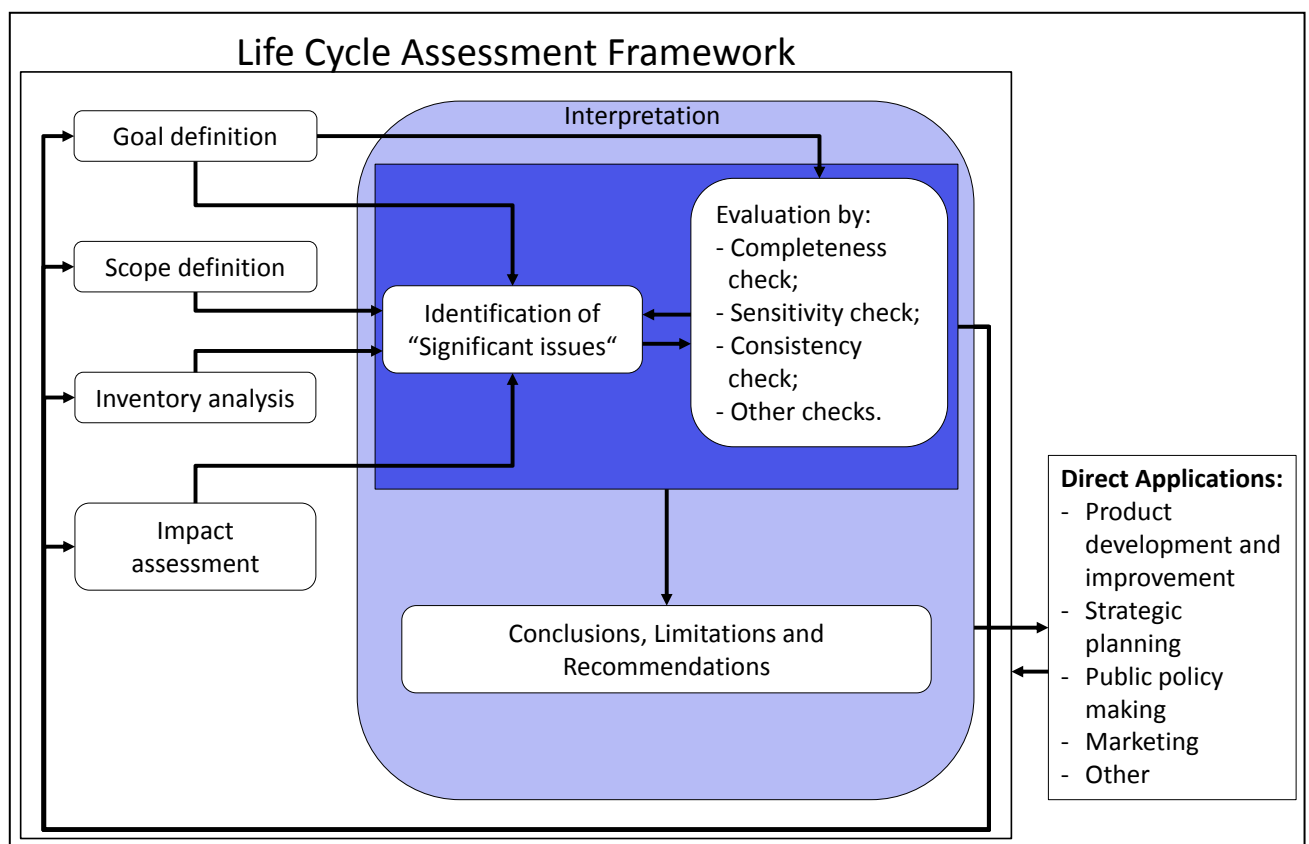 Life Cycle Assessment Framework
Interpretation
Goal definition
Scope definition
Inventory analysis
Impact
assessment
Identification of
“Significant issues“
Evaluation by:
- Completeness
check;
- Sensitivity check;
- Consistency
check;
- Other checks.
Conclusions, Limitations and
Recommendations
Direct Applications:
- Product
development and
improvement
- Strategic
planning
- Public policy
making
- Marketing
- Other